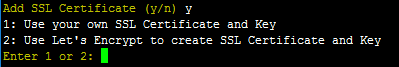 Add SSL Certificate (y/n) y
1: Use your own SSL Certificate and Key
2: Use Let's Encrypt to create SSL Certificate and Key
Enter 1 or 2: